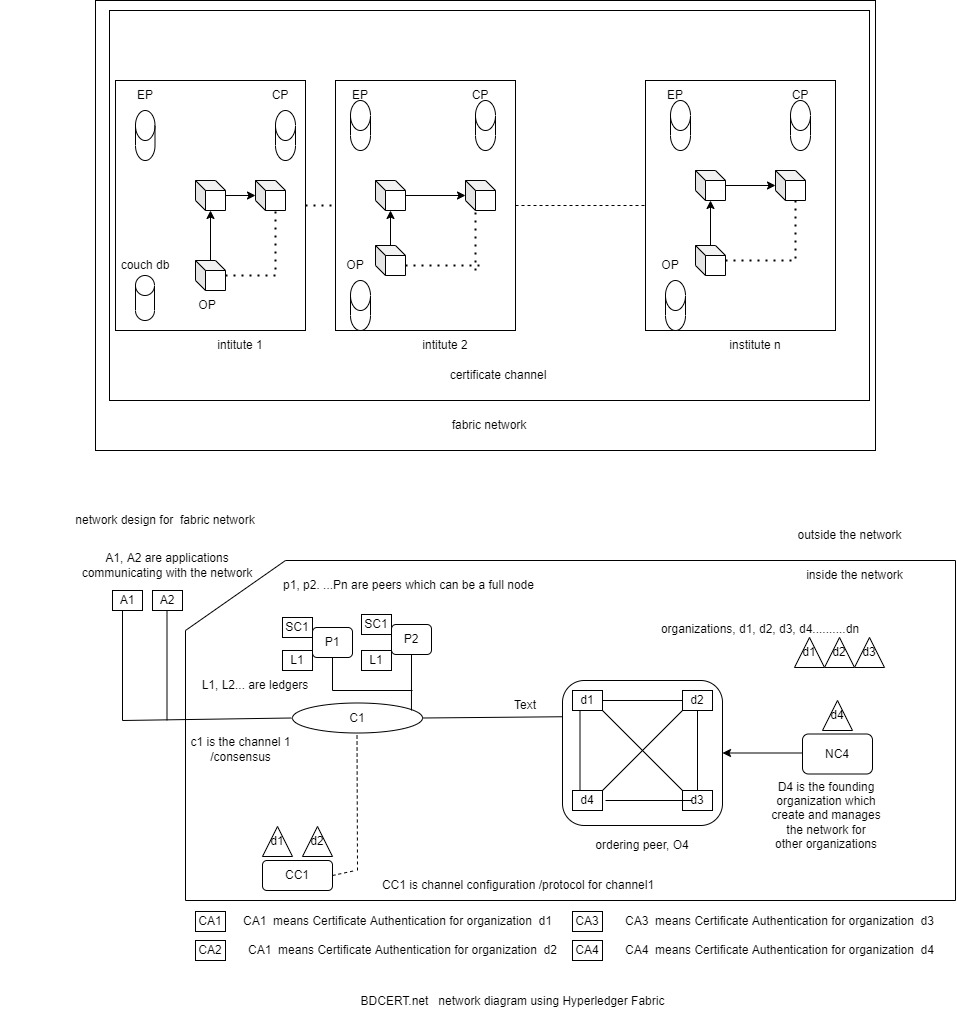 EP
CP
EP
CP
EP
CP
couch db
OP
OP
OP
intitute 1
intitute 2
institute n
certificate channel
fabric network
network design for  fabric network
outside the network
A1, A2 are applications
communicating with the network
inside the network
p1, p2. ...Pn are peers which can be a full node
A1
A2
SC1
P1
SC1
P2
L1
L1
organizations, d1, d2, d3, d4..........dn
d1
d2
d3
L1, L2... are ledgers
C1
Text
c1 is the channel 1
/consensus
d1
d2
d4
d3
d4
NC4
D4 is the founding
organization which
create and manages
the network for
other organizations
ordering peer, O4
d1
d2
CC1
CC1 is channel configuration /protocol for channel1
CA1
CA1  means Certificate Authentication for organization  d1
CA3
CA3  means Certificate Authentication for organization  d3
CA2
CA1  means Certificate Authentication for organization  d2
CA4
CA4  means Certificate Authentication for organization  d4
BDCERT.net   network diagram using Hyperledger Fabric